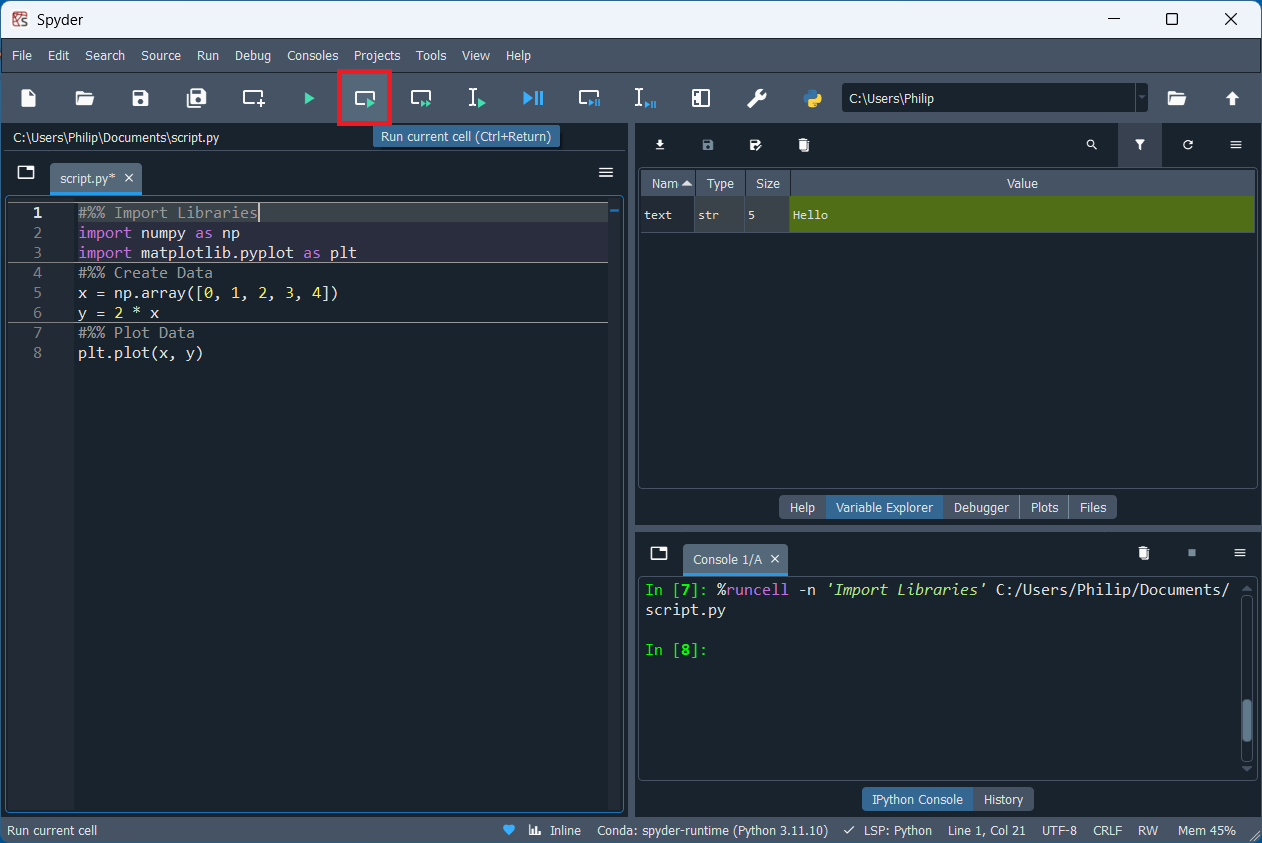 Spyder
File Edit Search Source Run Debug Consoles Projects Tools View Help
C:\Users\Philip
C:\Users\Philip\Documents\script.py
Run current cell (Ctrl+Return)
script.py*
1 #%% Import Libraries
2 import numpy as np
3 import matplotlib.pyplot as plt
4 #%% Create Data
5 x = np.array([0, 1, 2, 3, 4])
6 y = 2 * x
7 #%% Plot Data
8 plt.plot(x, y)
Nam Type Size Value
text str 5 Hello
Help Variable Explorer Debugger Plots Files
Console 1/A
In [7]: %runcell -n 'Import Libraries' C:/Users/Philip/Documents/
script.py
In [8]:
IPython Console History
Run current cell Inline Conda: spyder-runtime (Python 3.11.10) LSP: Python Line 1, Col 21 UTF-8 CRLF RW Mem 45%